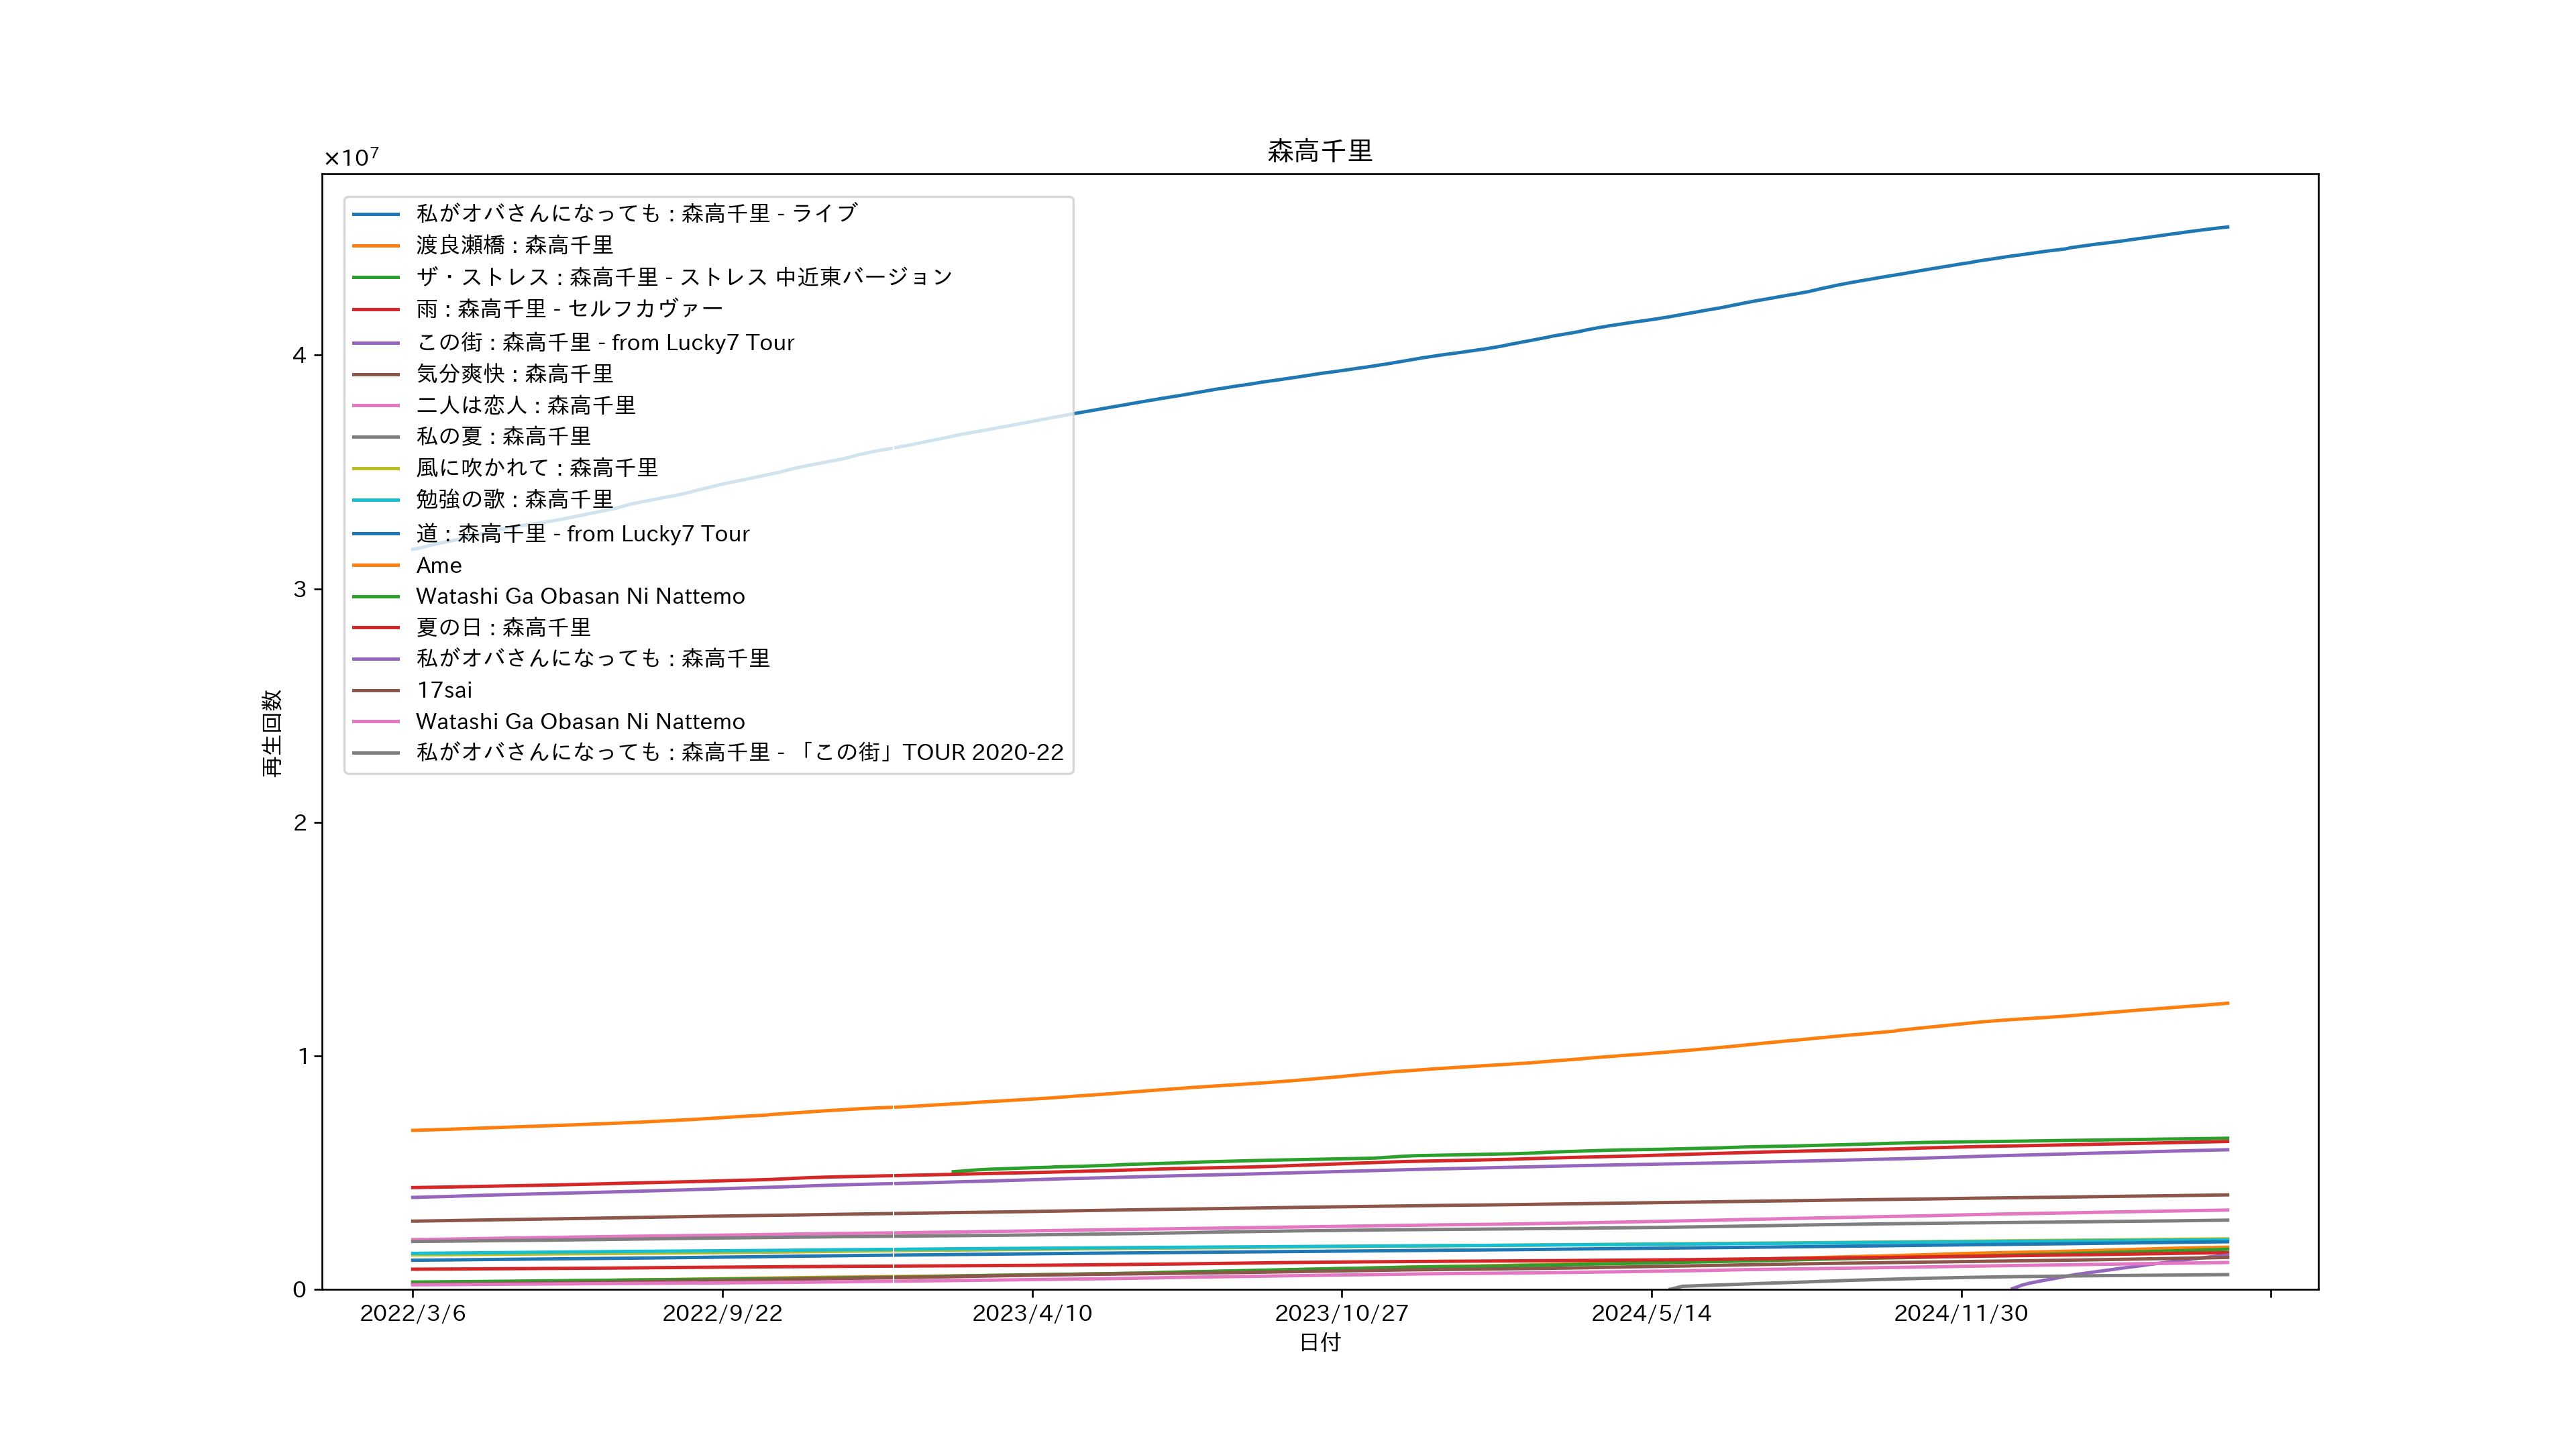 森高千里
×10⁷
私がオバさんになっても : 森高千里 - ライブ
渡良瀬橋 : 森高千里
ザ・ストレス : 森高千里 - ストレス 中近東バージョン
雨 : 森高千里 - セルフカヴァー
この街 : 森高千里 - from Lucky7 Tour
気分爽快 : 森高千里
二人は恋人 : 森高千里
私の夏 : 森高千里
風に吹かれて : 森高千里
勉強の歌 : 森高千里
道 : 森高千里 - from Lucky7 Tour
Ame
Watashi Ga Obasan Ni Nattemo
夏の日 : 森高千里
私がオバさんになっても : 森高千里
17sai
Watashi Ga Obasan Ni Nattemo
私がオバさんになっても : 森高千里 - 「この街」TOUR 2020-22
4
3
2
1
0
再生回数
2022/3/6
2022/9/22
2023/4/10
2023/10/27
2024/5/14
2024/11/30
日付